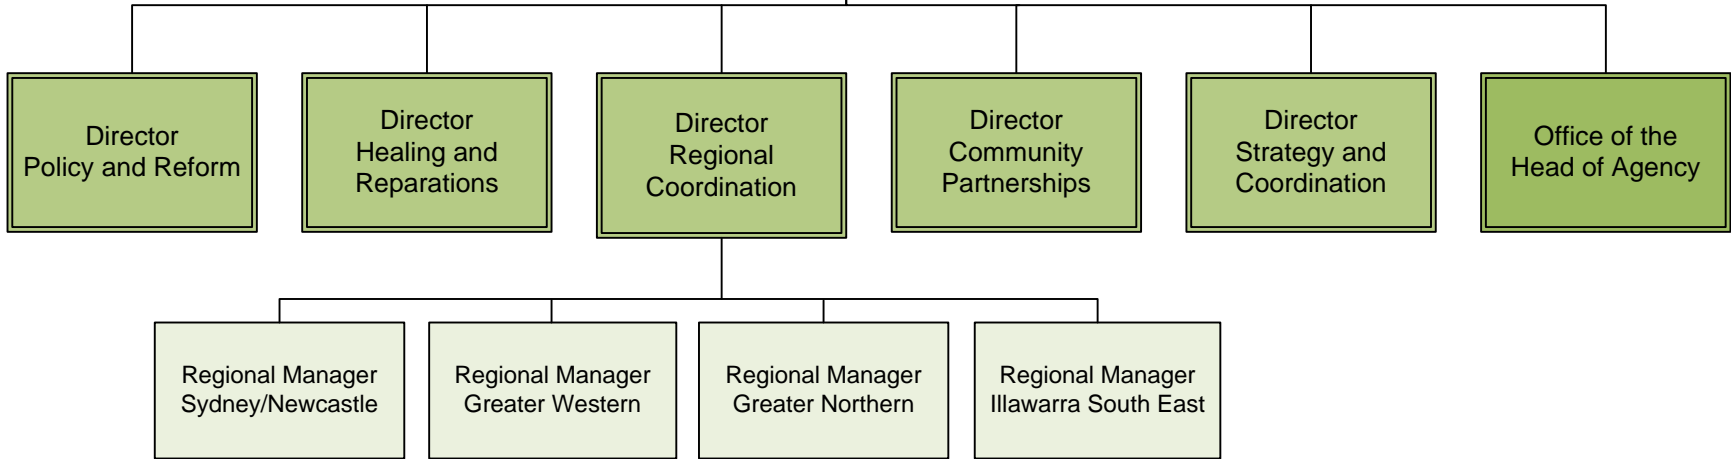 Director
Policy and Reform
Director
Healing and
Reparations
Director
Regional
Coordination
Director
Community
Partnerships
Director
Strategy and
Coordination
Office of the
Head of Agency
Regional Manager
Sydney/Newcastle
Regional Manager
Greater Western
Regional Manager
Greater Northern
Regional Manager
Illawarra South East